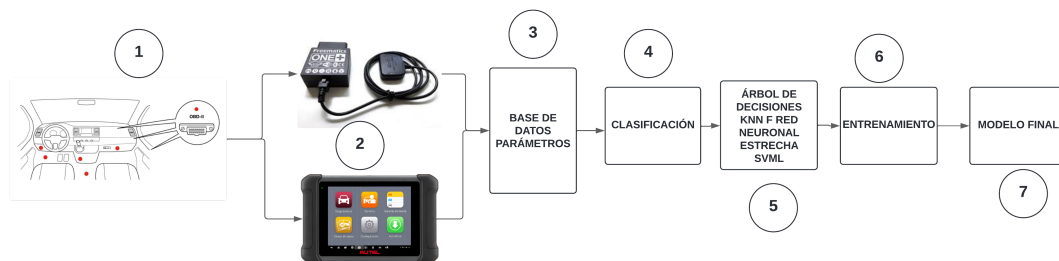 1
OBD-II
Freematics
ONE+
2
AUTEL
3
BASE DE
DATOS
PARÁMETROS
4
CLASIFICACIÓN
ÁRBOL DE
DECISIONES
KNN F RED
NEURONAL
ESTRECHA
SVML
5
6
ENTRENAMIENTO
MODELO FINAL
7